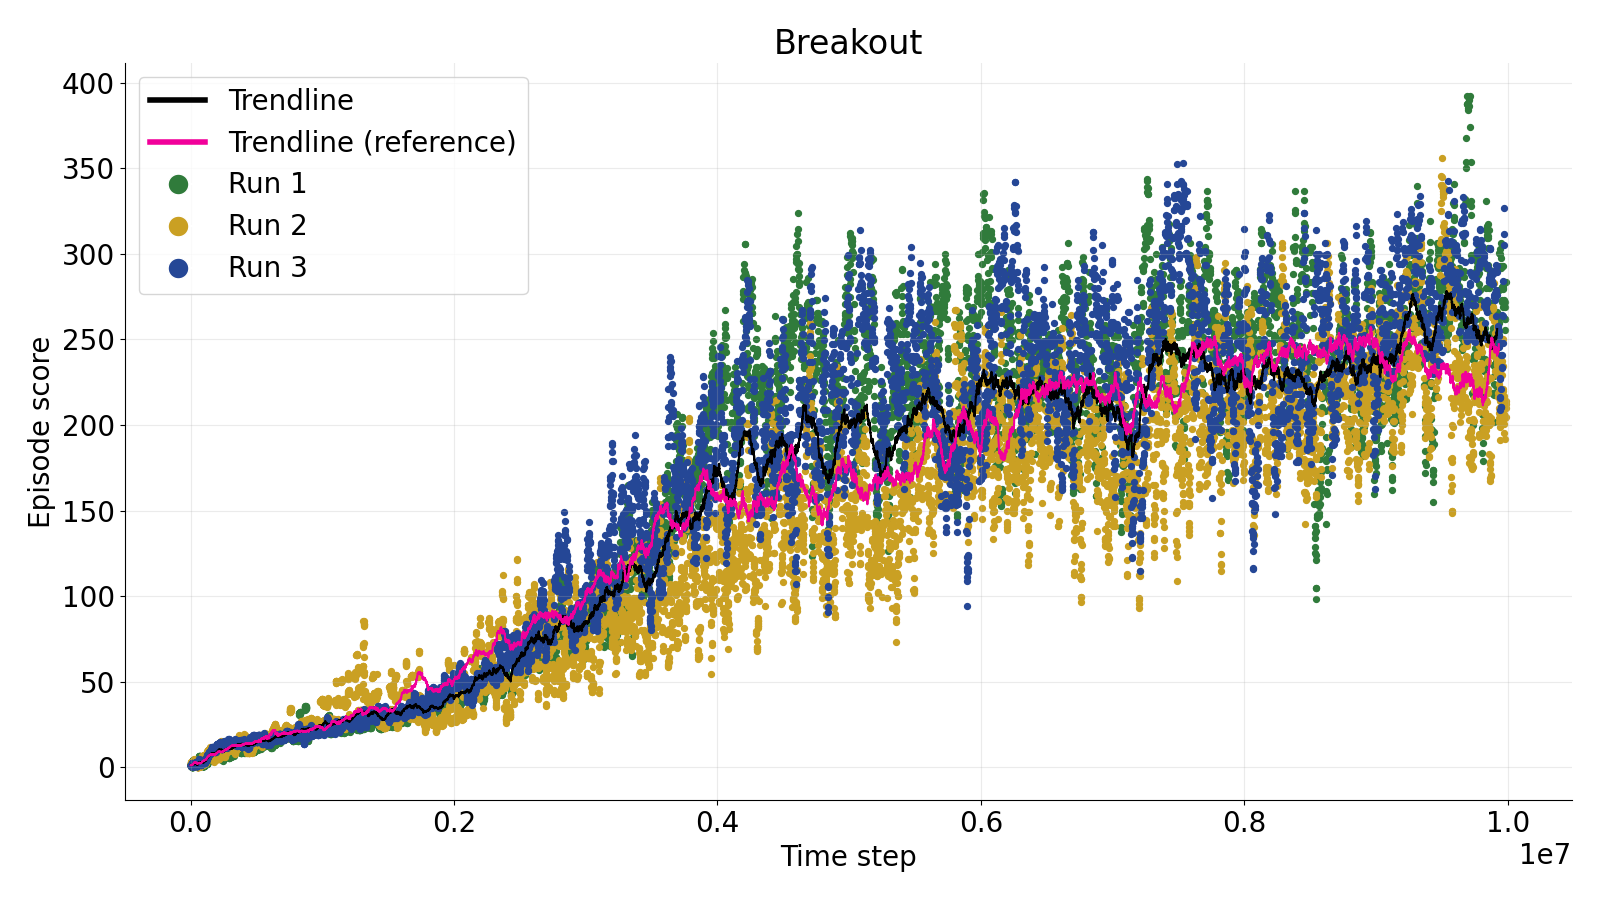 Breakout
Trendline
Trendline (reference)
Run 1
Run 2
Run 3
400
350
300
250
200
150
100
50
0
Episode score
0.0 0.2 0.4 0.6 0.8 1.0
Time step
1e7